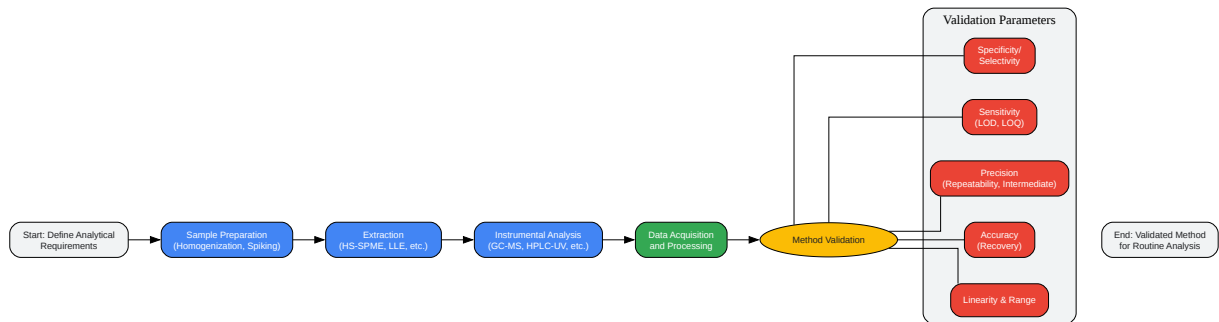 Start: Define Analytical
Requirements
Sample Preparation
(Homogenization, Spiking)
Extraction
(HS-SPME, LLE, etc.)
Instrumental Analysis
(GC-MS, HPLC-UV, etc.)
Data Acquisition
and Processing
Method Validation
Validation Parameters
Specificity/
Selectivity
Sensitivity
(LOD, LOQ)
Precision
(Repeatability, Intermediate)
Accuracy
(Recovery)
Linearity & Range
End: Validated Method
for Routine Analysis